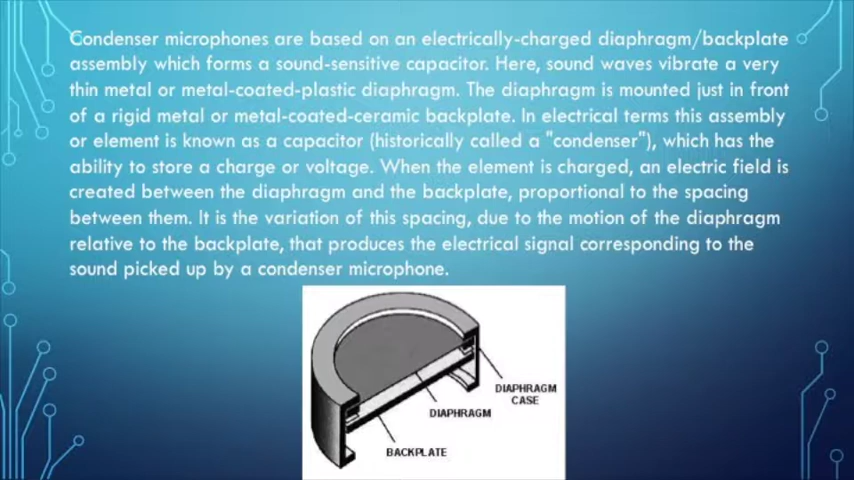 Condenser microphones are based on an electrically-charged diaphragm/backplate
assembly which forms a sound-sensitive capacitor. Here, sound waves vibrate a very
thin metal or metal-coated-plastic diaphragm. The diaphragm is mounted just in front
of a rigid metal or metal-coated-ceramic backplate. In electrical terms this assembly
or element is known as a capacitor (historically called a "condenser"), which has the
ability to store a charge or voltage. When the element is charged, an electric field is
created between the diaphragm and the backplate, proportional to the spacing
between them. It is the variation of this spacing, due to the motion of the diaphragm
relative to the backplate, that produces the electrical signal corresponding to the
sound picked up by a condenser microphone.
DIAPHRAGM
CASE
DIAPHRAGM
BACKPLATE